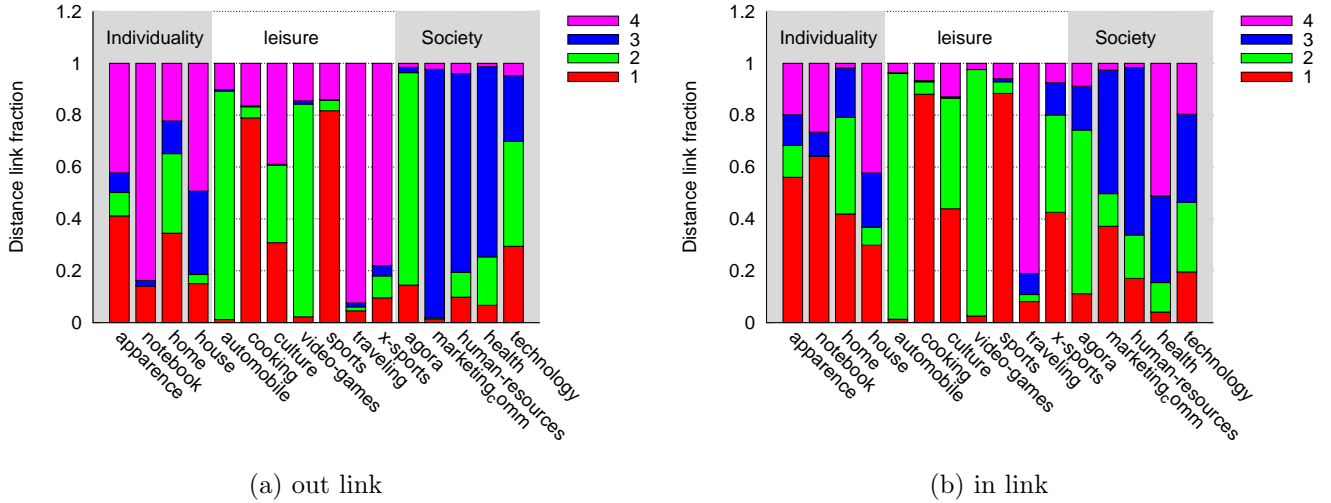 1.2
1
0.8
0.6
0.4
0.2
0
Distance link fraction
Individuality
leisure
Society
4
3
2
1
apparence
notebook
home
house
automobile
cooking
culture
video-games
sports
traveling
x-sports
agora
marketingcomm
human-resources
health
technology
(a) out link
1.2
1
0.8
0.6
0.4
0.2
0
Distance link fraction
Individuality
leisure
Society
4
3
2
1
apparence
notebook
home
house
automobile
cooking
culture
video-games
sports
traveling
x-sports
agora
marketingcomm
human-resources
health
technology
(b) in link